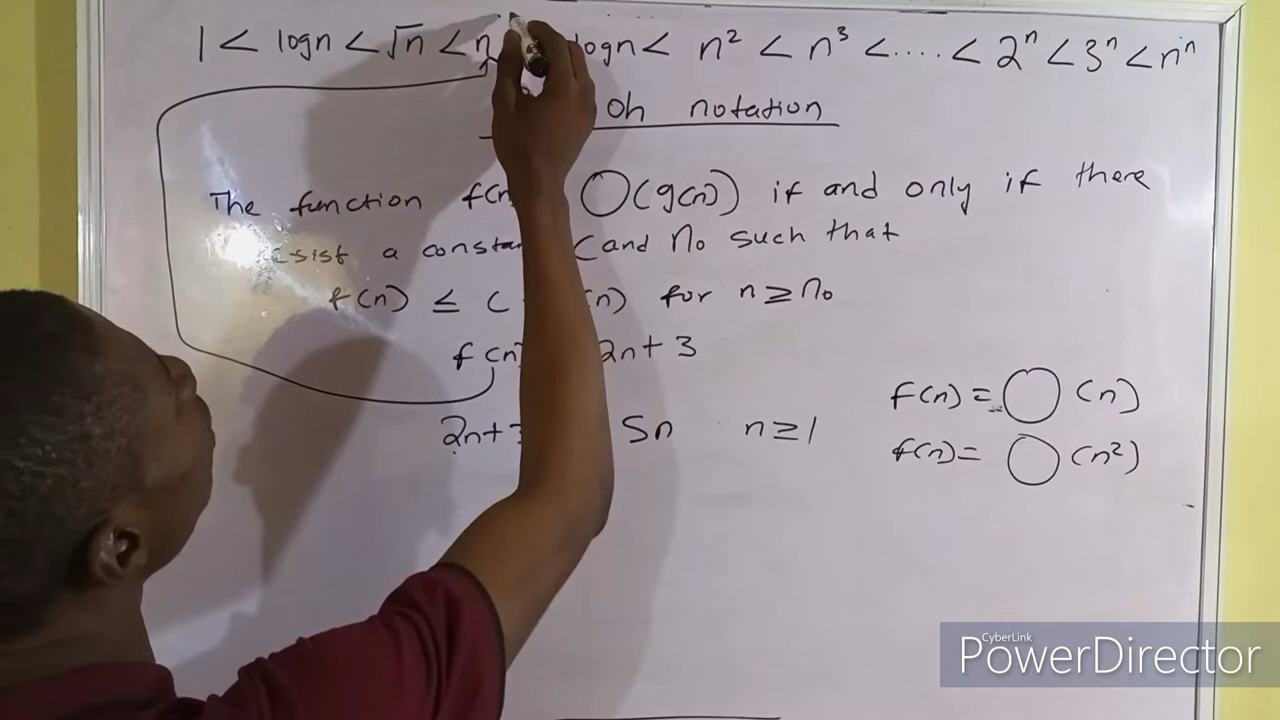 1 < logn < √n < n logn < n² < n³ < .... < 2ⁿ < 3ⁿ < nⁿ
Oh notation
The function f(n O(g(n)) if and only if there
esist a constan C and n₀ such that
f(n) ≤ C (n) for n ≥ n₀
f(n) 2n + 3
f(n) = O(n)
2n+3 5n n ≥ 1
f(n) = O(n²)
CyberLink
PowerDirector